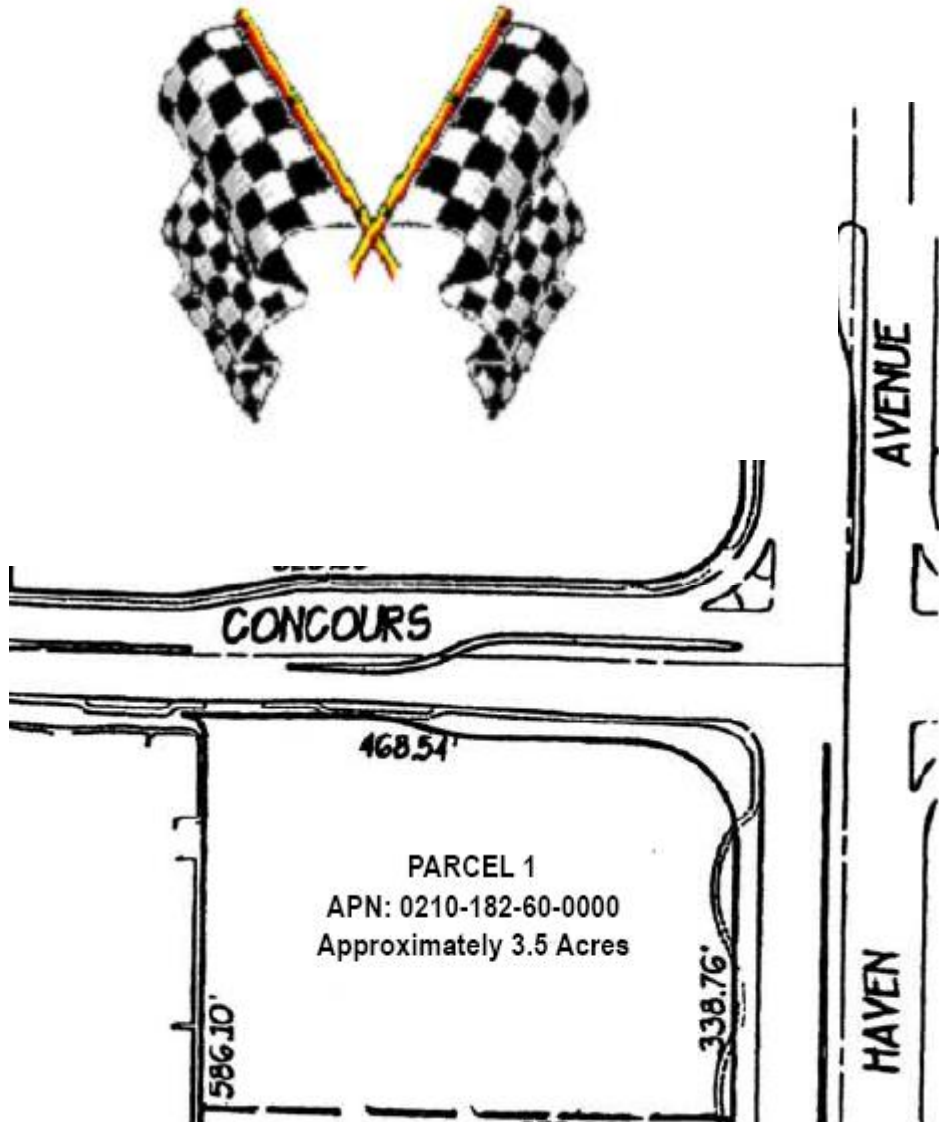 AVENUE
CONCOURS
468.54'
PARCEL 1
APN: 0210-182-60-0000
Approximately 3.5 Acres
586.10'
338.76'
HAVEN